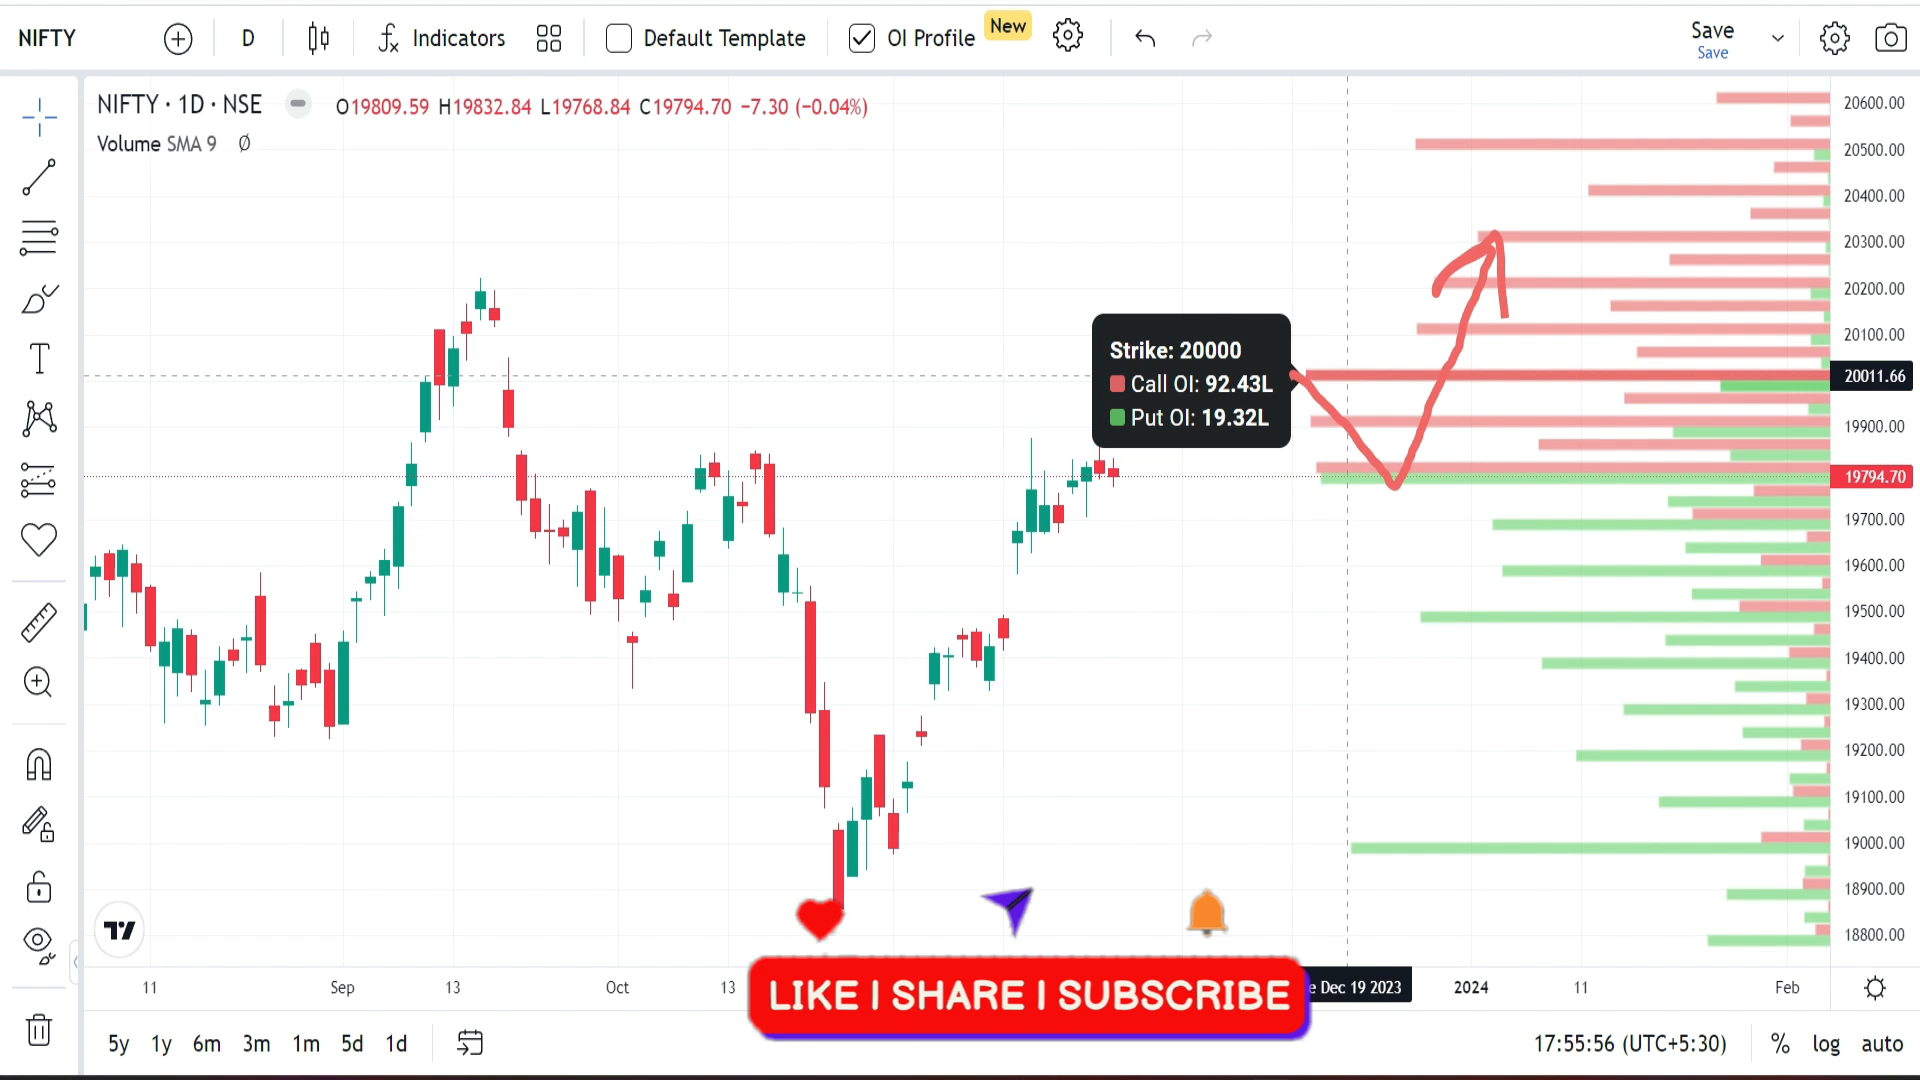 NIFTY
D
Indicators
Default Template
OI Profile
New
Save
Save
NIFTY · 1D · NSE
O19809.59 H19832.84 L19768.84 C19794.70 −7.30 (−0.04%)
Volume SMA 9 Ø
Strike: 20000
Call OI: 92.43L
Put OI: 19.32L
20600.00
20500.00
20400.00
20300.00
20200.00
20100.00
20011.66
19900.00
19794.70
19700.00
19600.00
19500.00
19400.00
19300.00
19200.00
19100.00
19000.00
18900.00
18800.00
LIKE I SHARE I SUBSCRIBE
11
Sep
13
Oct
13
e Dec 19 2023
2024
11
Feb
5y
1y
6m
3m
1m
5d
1d
17:55:56 (UTC+5:30)
%
log
auto